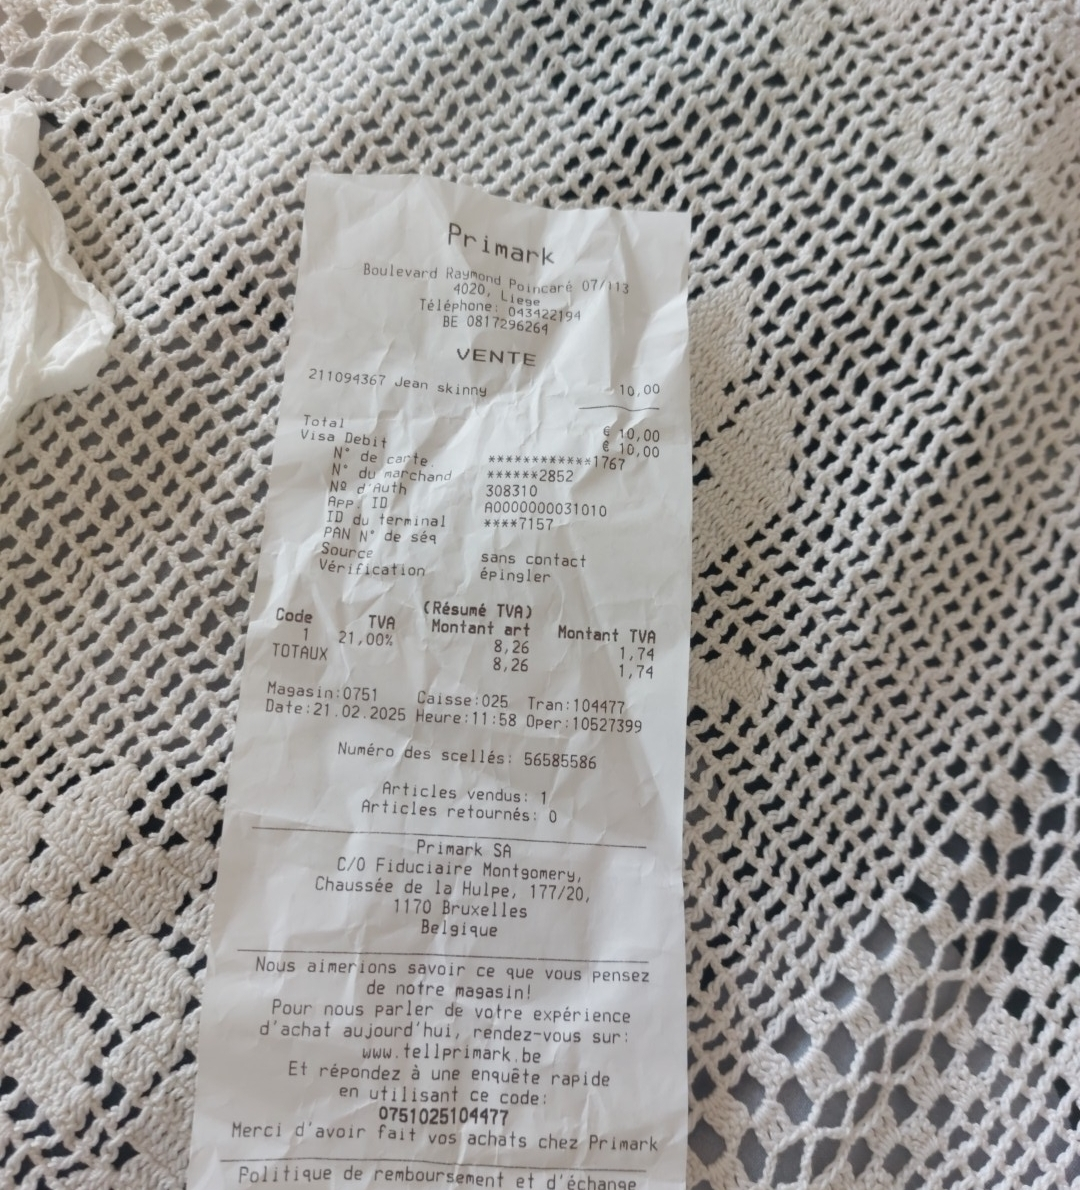 Primark
Boulevard Raymond Poincaré 07/113
4020, Liege
Téléphone: 043422194
BE 0817296264
VENTE
211094367 Jean skinny 10,00
Total € 10,00
Visa Debit € 10,00
N° de carte. ************1767
N° du marchand ******2852
Nº d'Auth 308310
App. ID A0000000031010
ID du terminal ****7157
PAN N° de séq
Source sans contact
Vérification épingler
(Résumé TVA)
Code TVA Montant art Montant TVA
1 21,00% 8,26 1,74
TOTAUX 8,26 1,74
Magasin:0751 Caisse:025 Tran:104477
Date:21.02.2025 Heure:11:58 Oper:10527399
Numéro des scellés: 56585586
Articles vendus: 1
Articles retournés: 0
Primark SA
C/O Fiduciaire Montgomery,
Chaussée de la Hulpe, 177/20,
1170 Bruxelles
Belgique
Nous aimerions savoir ce que vous pensez
de notre magasin!
Pour nous parler de votre expérience
d'achat aujourd'hui, rendez-vous sur:
www.tellprimark.be
Et répondez à une enquête rapide
en utilisant ce code:
0751025104477
Merci d'avoir fait vos achats chez Primark
Politique de remboursement et d'échange